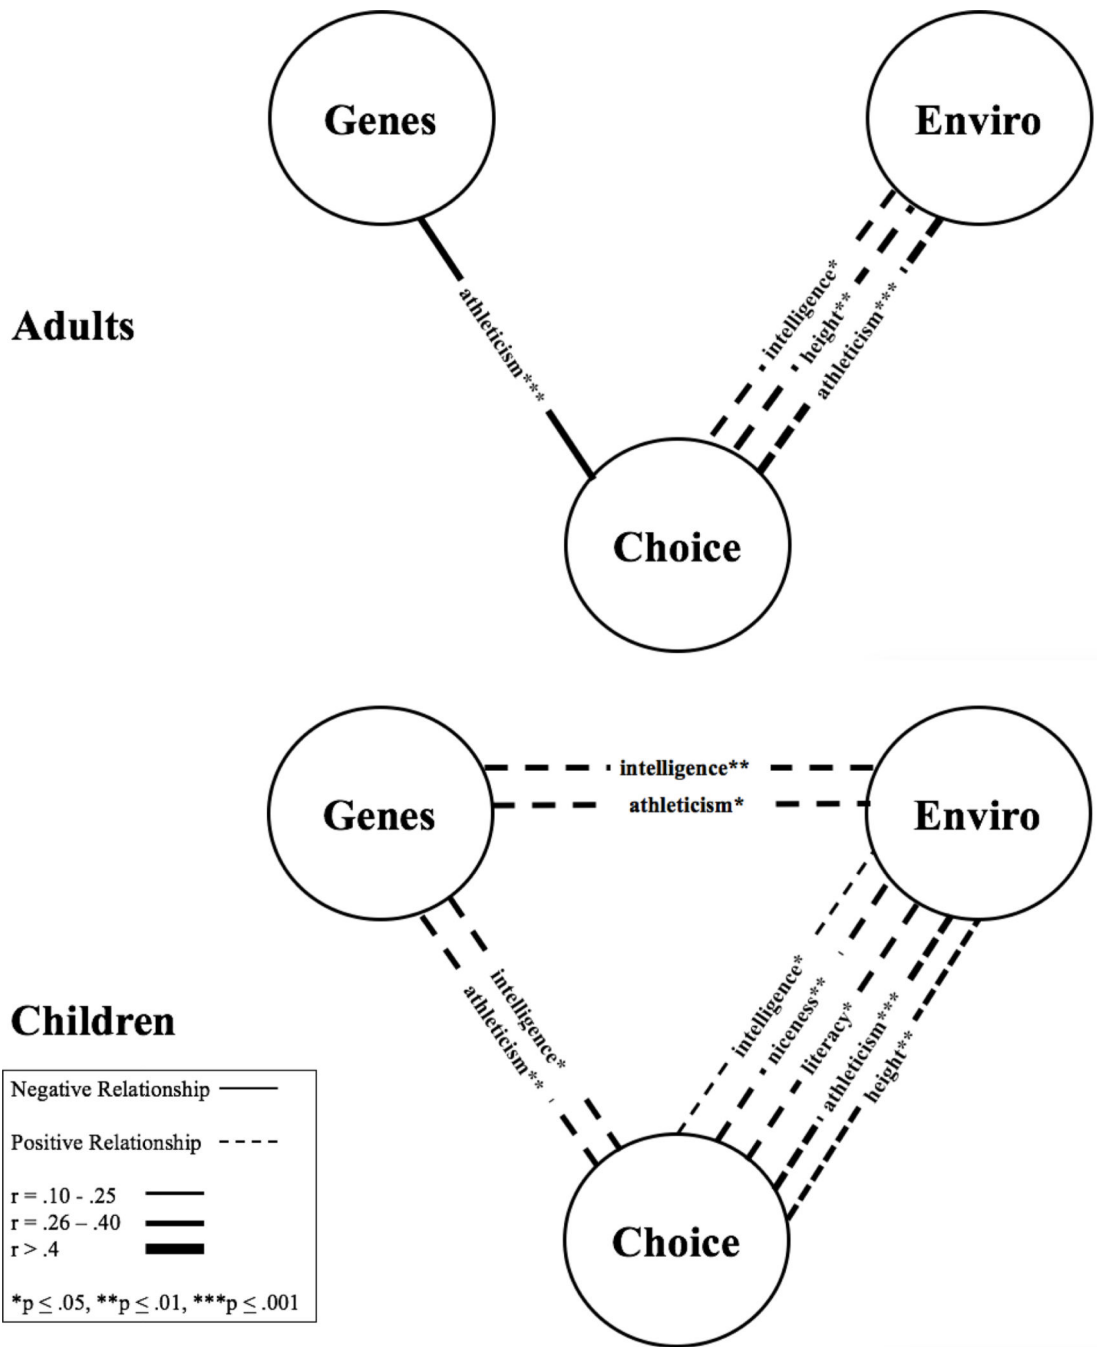 Genes
Enviro
athleticism***
intelligence*
height**
athleticism***
Adults
Choice
intelligence**
athleticism*
Genes
Enviro
intelligence*
athleticism**
intelligence*
niceness**
literacy*
athleticism***
height**
Children
Choice
Negative Relationship
Positive Relationship
r = .10 - .25
r = .26 – .40
r > .4
*p ≤ .05, **p ≤ .01, ***p ≤ .001